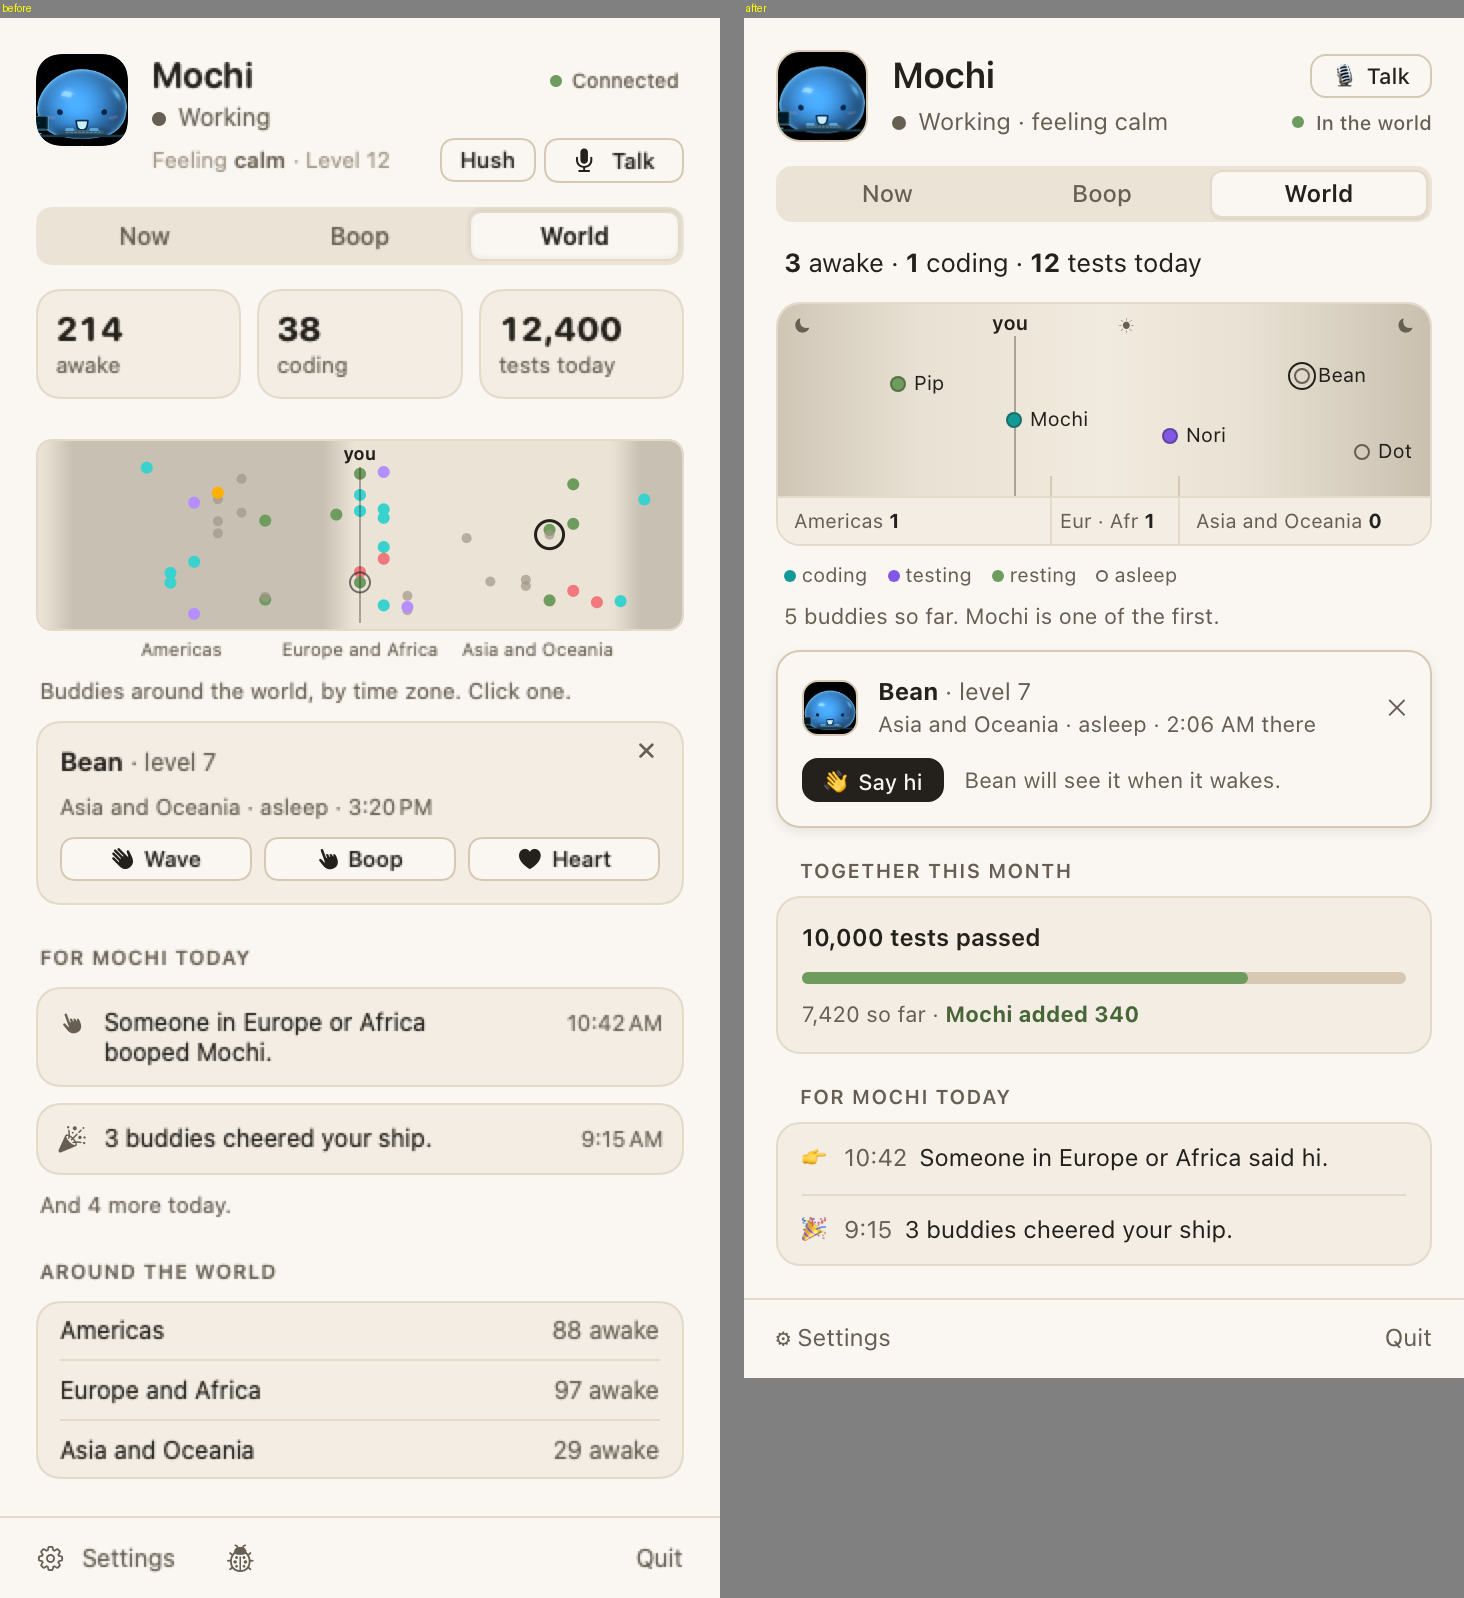 before
Mochi
Connected
Working
Feeling calm · Level 12
Hush
Talk
Now
Boop
World
214
awake
38
coding
12,400
tests today
you
Americas
Europe and Africa
Asia and Oceania
Buddies around the world, by time zone. Click one.
Bean · level 7
Asia and Oceania · asleep · 3:20 PM
Wave
Boop
Heart
FOR MOCHI TODAY
Someone in Europe or Africa
booped Mochi.
10:42 AM
3 buddies cheered your ship.
9:15 AM
And 4 more today.
AROUND THE WORLD
Americas
88 awake
Europe and Africa
97 awake
Asia and Oceania
29 awake
Settings
Quit
after
Mochi
Talk
Working · feeling calm
In the world
Now
Boop
World
3 awake · 1 coding · 12 tests today
you
Pip
Bean
Mochi
Nori
Dot
Americas 1
Eur · Afr 1
Asia and Oceania 0
coding
testing
resting
asleep
5 buddies so far. Mochi is one of the first.
Bean · level 7
Asia and Oceania · asleep · 2:06 AM there
Say hi
Bean will see it when it wakes.
TOGETHER THIS MONTH
10,000 tests passed
7,420 so far · Mochi added 340
FOR MOCHI TODAY
10:42 Someone in Europe or Africa said hi.
9:15 3 buddies cheered your ship.
Settings
Quit